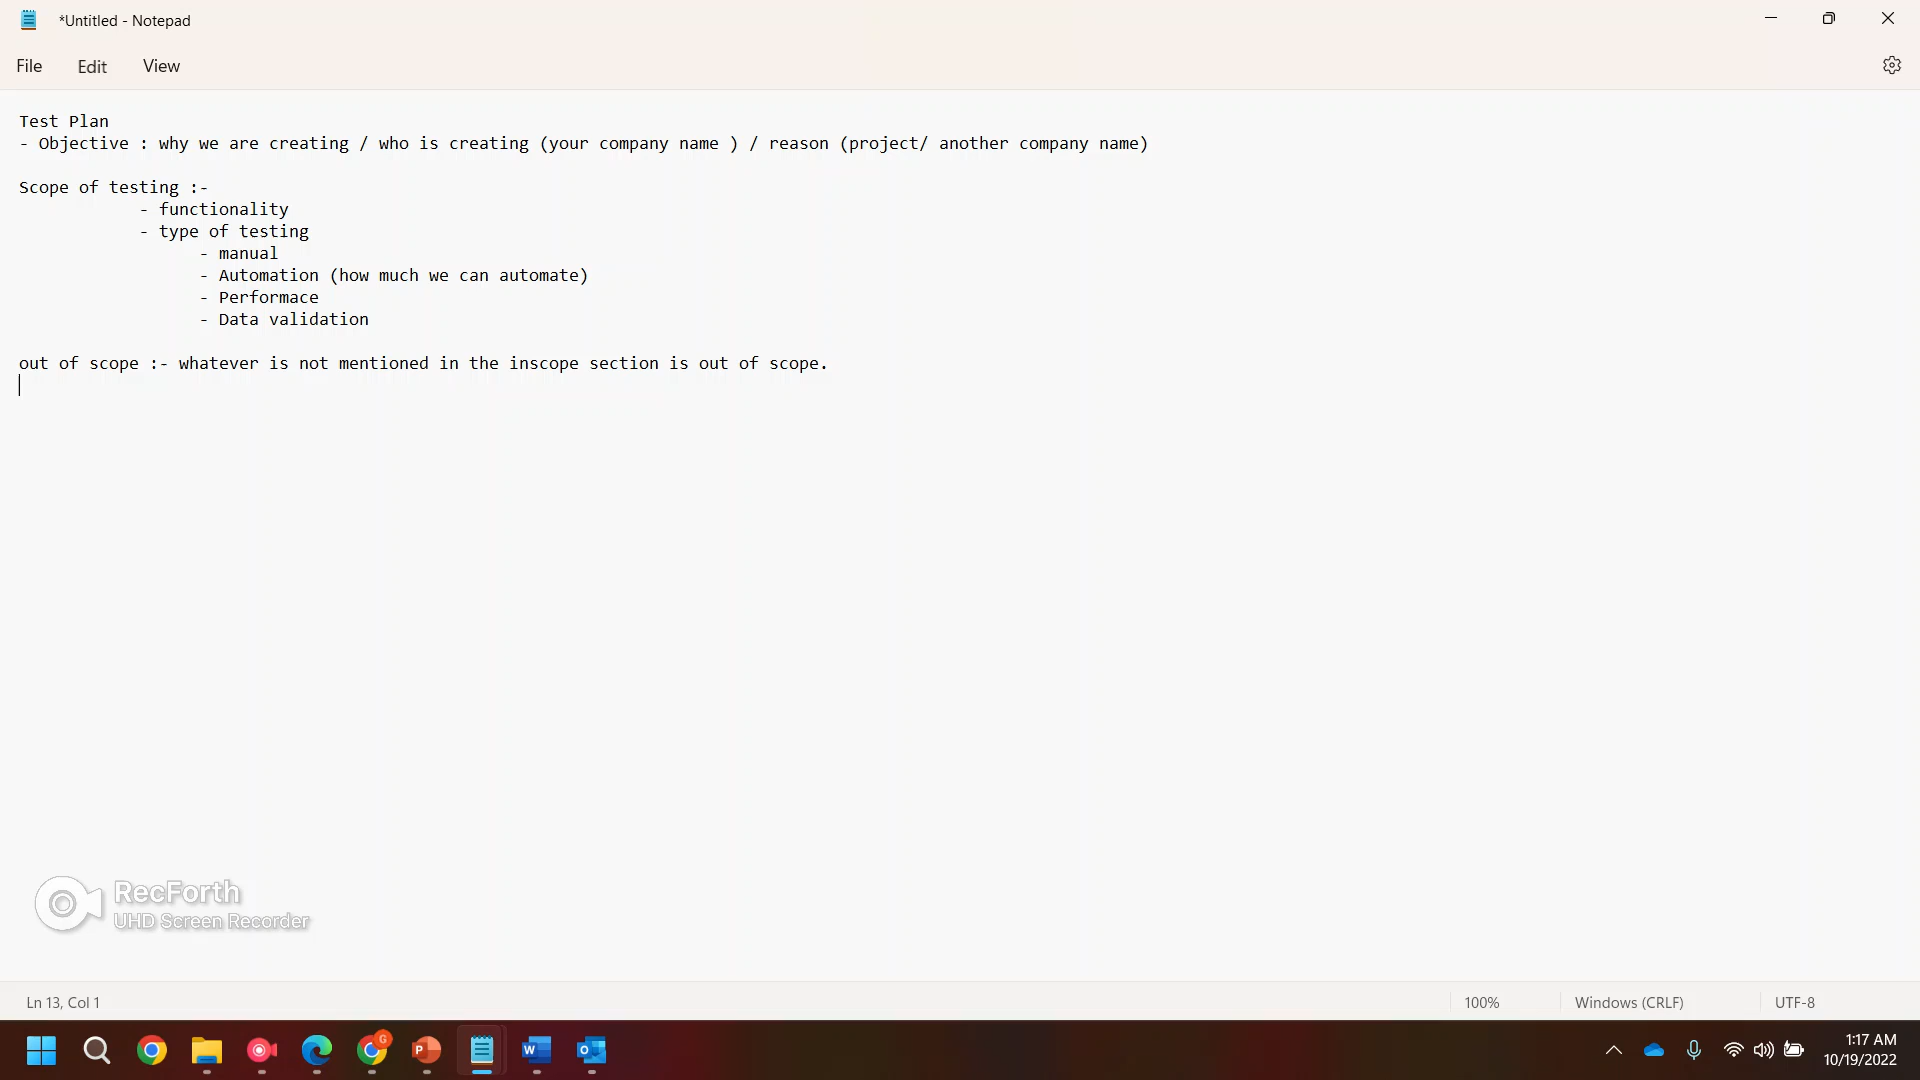 *Untitled - Notepad
File Edit View
Test Plan
- Objective : why we are creating / who is creating (your company name ) / reason (project/ another company name)
Scope of testing :-
- functionality
- type of testing
- manual
- Automation (how much we can automate)
- Performace
- Data validation
out of scope :- whatever is not mentioned in the inscope section is out of scope.
RecForth
UHD Screen Recorder
Ln 13, Col 1 100% Windows (CRLF) UTF-8
1:17 AM
10/19/2022